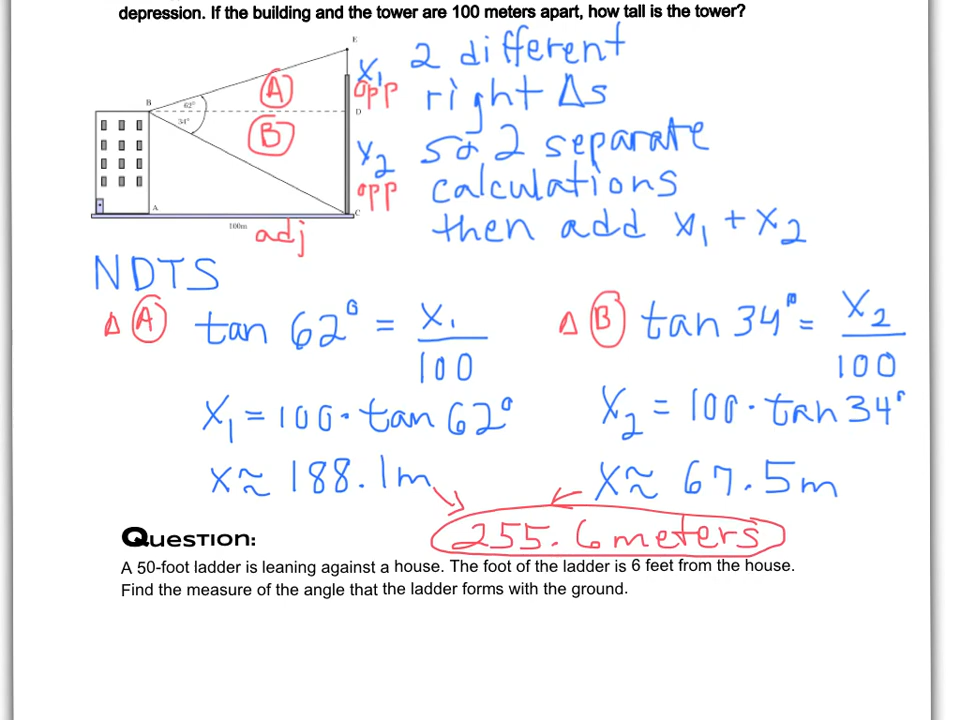 depression. If the building and the tower are 100 meters apart, how tall is the tower?
E
x₁ 2 different
opp right Δs
A
B
62°
34°
D
B
x₂ so 2 separate
opp calculations
A
C
100m
adj
then add x₁ + x₂
NDTS
Δ A tan 62° = x₁/100
Δ B tan 34° = x₂/100
x₁ = 100 · tan 62°
x₂ = 100 · tan 34°
x ≈ 188.1m
x ≈ 67.5m
255.6 meters
QUESTION:
A 50-foot ladder is leaning against a house. The foot of the ladder is 6 feet from the house.
Find the measure of the angle that the ladder forms with the ground.